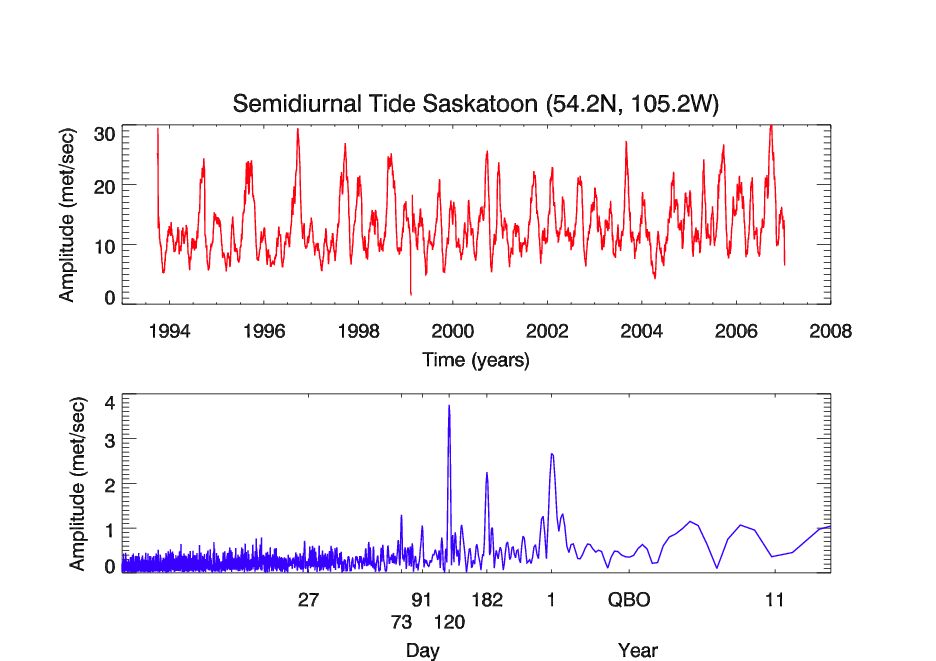 Semidiurnal Tide Saskatoon (54.2N, 105.2W)
30
20
10
0
Amplitude (met/sec)
1994 1996 1998 2000 2002 2004 2006 2008
Time (years)
4
3
2
1
0
Amplitude (met/sec)
27 91 182 1 QBO 11
73 120
Day Year